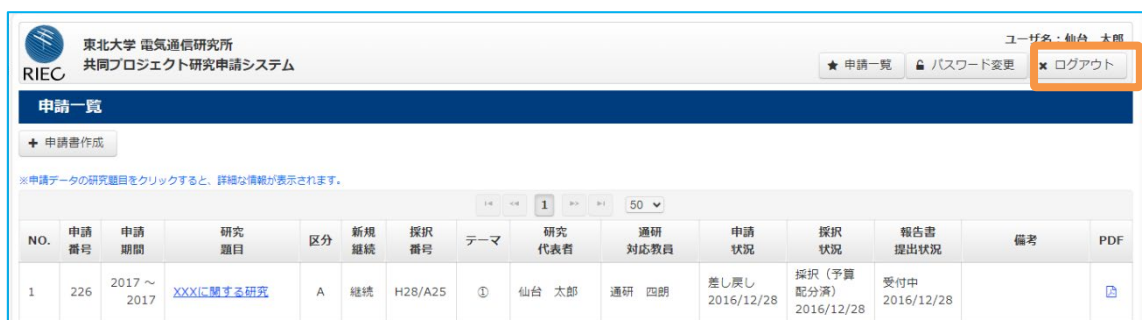 RIEC
東北大学 電気通信研究所
共同プロジェクト研究申請システム
ユーザ名：仙台 太郎
★ 申請一覧 パスワード変更 × ログアウト
申請一覧
+ 申請書作成
※申請データの研究題目をクリックすると、詳細な情報が表示されます。
1 50
NO. 申請番号 申請期間 研究題目 区分 新規継続 採択番号 テーマ 研究代表者 通研対応教員 申請状況 採択状況 報告書提出状況 備考 PDF
1 226 2017 ～ 2017 XXXに関する研究 A 継続 H28/A25 ① 仙台 太郎 通研 四朗 差し戻し 2016/12/28 採択（予算配分済） 2016/12/28 受付中 2016/12/28